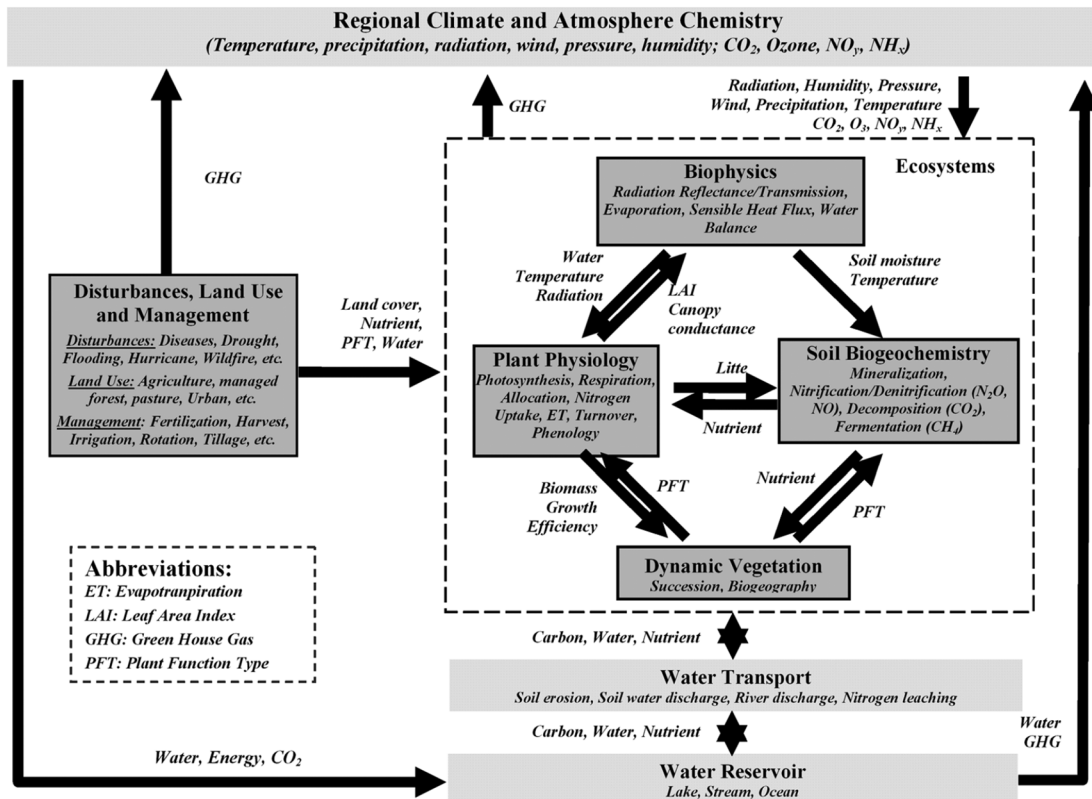 Regional Climate and Atmosphere Chemistry
(Temperature, precipitation, radiation, wind, pressure, humidity; CO₂, Ozone, NOy, NHx)
GHG
Radiation, Humidity, Pressure,
Wind, Precipitation, Temperature
CO₂, O₃, NOy, NHx
GHG
Ecosystems
Biophysics
Radiation Reflectance/Transmission,
Evaporation, Sensible Heat Flux, Water
Balance
Water
Temperature
Radiation
LAI
Canopy
conductance
Soil moisture
Temperature
Disturbances, Land Use
and Management
Disturbances: Diseases, Drought,
Flooding, Hurricane, Wildfire, etc.
Land Use: Agriculture, managed
forest, pasture, Urban, etc.
Management: Fertilization, Harvest,
Irrigation, Rotation, Tillage, etc.
Land cover,
Nutrient,
PFT, Water
Plant Physiology
Photosynthesis, Respiration,
Allocation, Nitrogen
Uptake, ET, Turnover,
Phenology
Litte
Nutrient
Soil Biogeochemistry
Mineralization,
Nitrification/Denitrification (N₂O,
NO), Decomposition (CO₂),
Fermentation (CH₄)
Biomass
Growth
Efficiency
PFT
Nutrient
PFT
Dynamic Vegetation
Succession, Biogeography
Abbreviations:
ET: Evapotranpiration
LAI: Leaf Area Index
GHG: Green House Gas
PFT: Plant Function Type
Carbon, Water, Nutrient
Water Transport
Soil erosion, Soil water discharge, River discharge, Nitrogen leaching
Carbon, Water, Nutrient
Water
GHG
Water, Energy, CO₂
Water Reservoir
Lake, Stream, Ocean